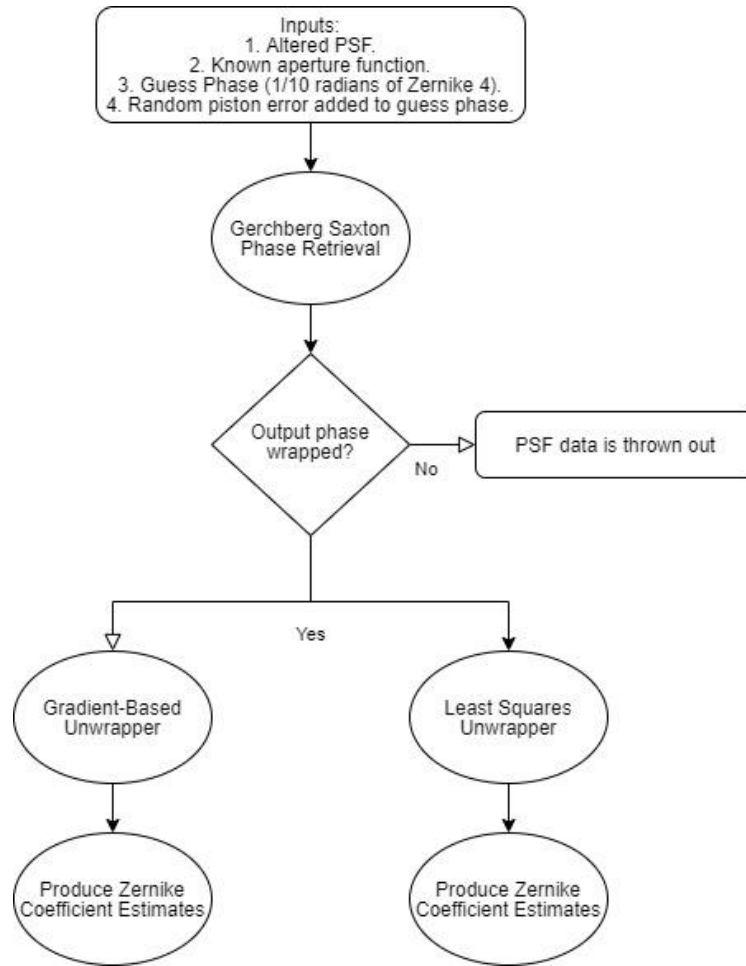 Inputs:
1. Altered PSF.
2. Known aperture function.
3. Guess Phase (1/10 radians of Zernike 4).
4. Random piston error added to guess phase.
Gerchberg Saxton
Phase Retrieval
Output phase
wrapped?
No
PSF data is thrown out
Yes
Gradient-Based
Unwrapper
Least Squares
Unwrapper
Produce Zernike
Coefficient Estimates
Produce Zernike
Coefficient Estimates